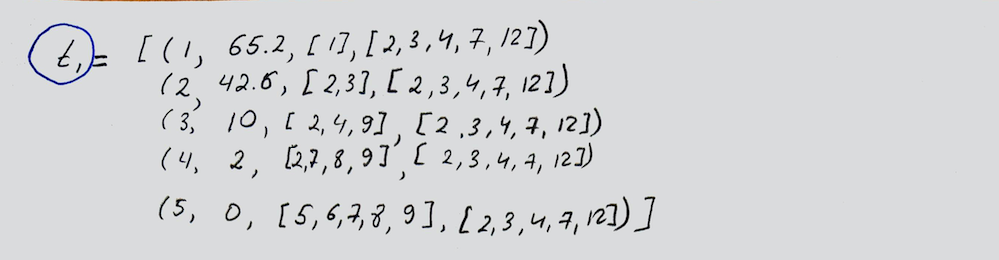 t₁ = [(1, 65.2, [1], [2,3,4,7,12])
(2, 42.6, [2,3], [2,3,4,7,12])
(3, 10, [2,4,9], [2,3,4,7,12])
(4, 2, [2,7,8,9], [2,3,4,7,12])
(5, 0, [5,6,7,8,9], [2,3,4,7,12])]